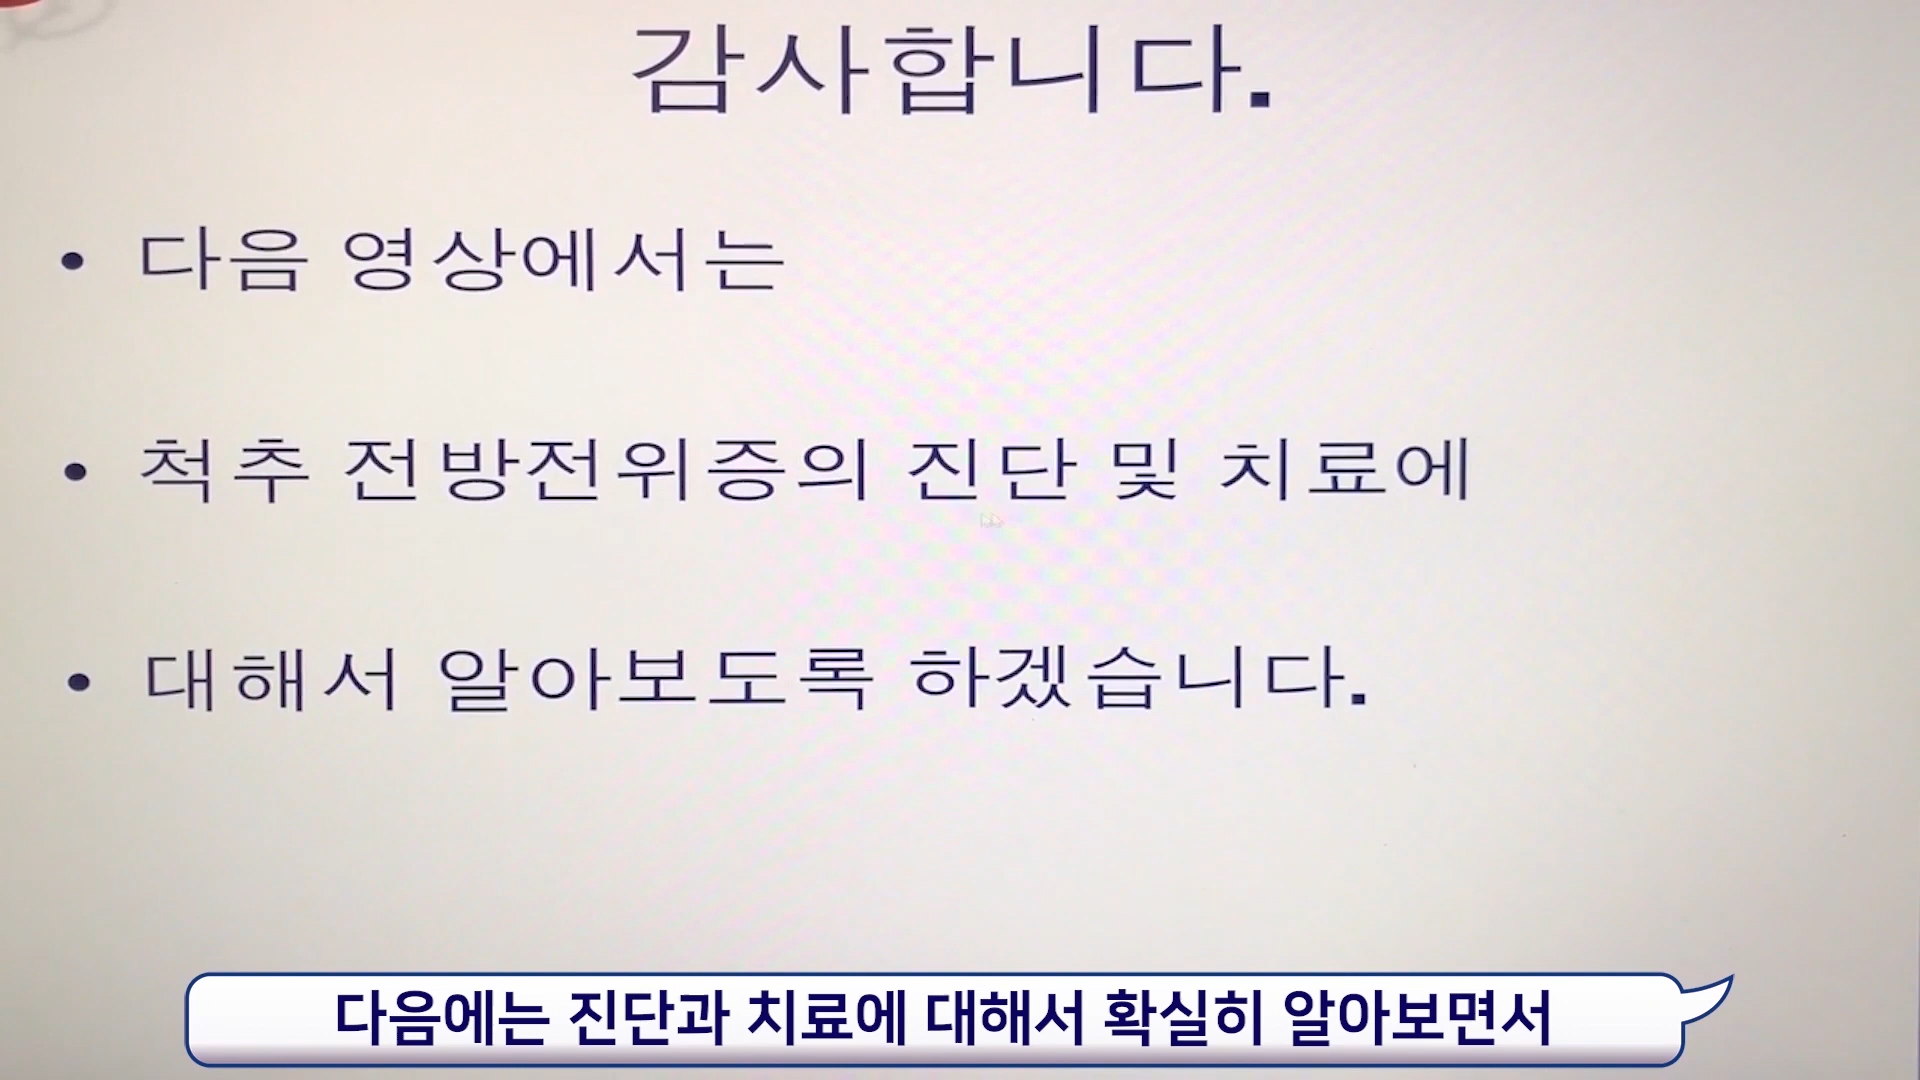 감사합니다.
• 다음 영상에서는
• 척추 전방전위증의 진단 및 치료에
• 대해서 알아보도록 하겠습니다.
다음에는 진단과 치료에 대해서 확실히 알아보면서